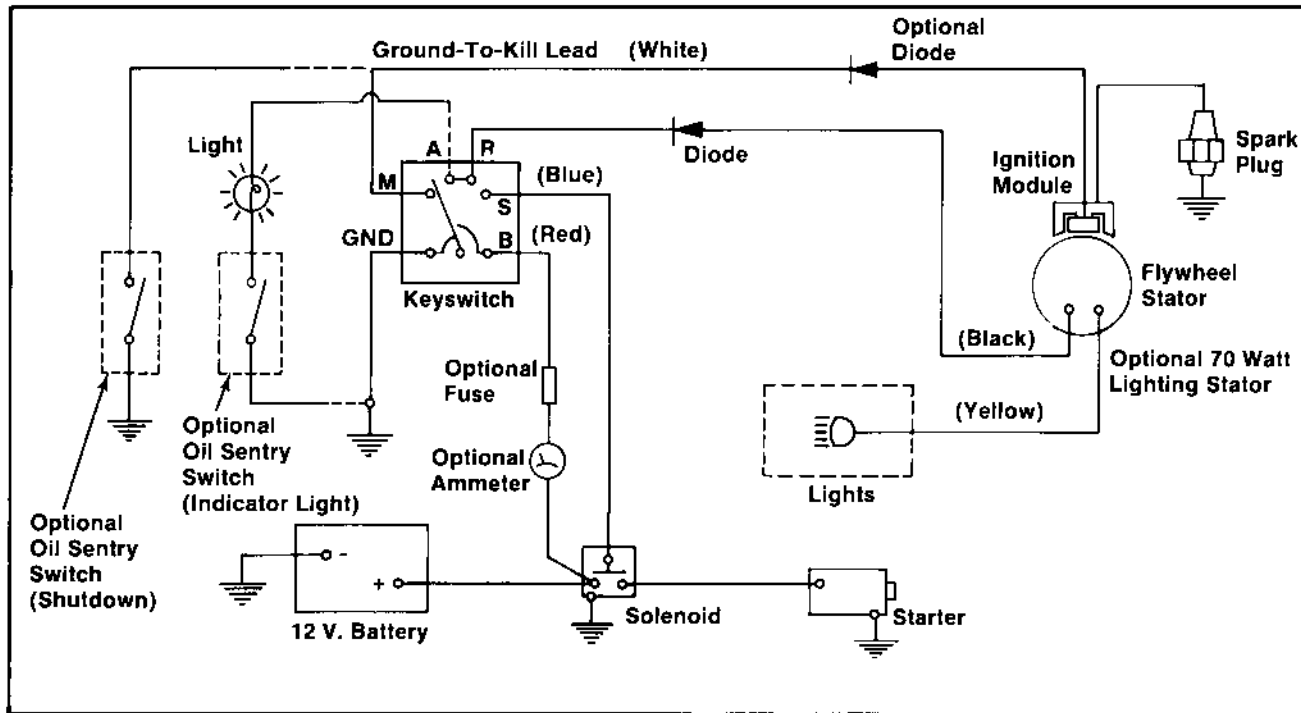 Optional
Diode
Ground-To-Kill Lead (White)
Light
A
R
Diode
Ignition
Module
Spark
Plug
M
(Blue)
S
GND
B
(Red)
Keyswitch
Flywheel
Stator
(Black)
Optional 70 Watt
Lighting Stator
Optional
Fuse
(Yellow)
Optional
Oil Sentry
Switch
(Indicator Light)
Optional
Ammeter
Lights
Optional
Oil Sentry
Switch
(Shutdown)
-
+
12 V. Battery
Solenoid
Starter